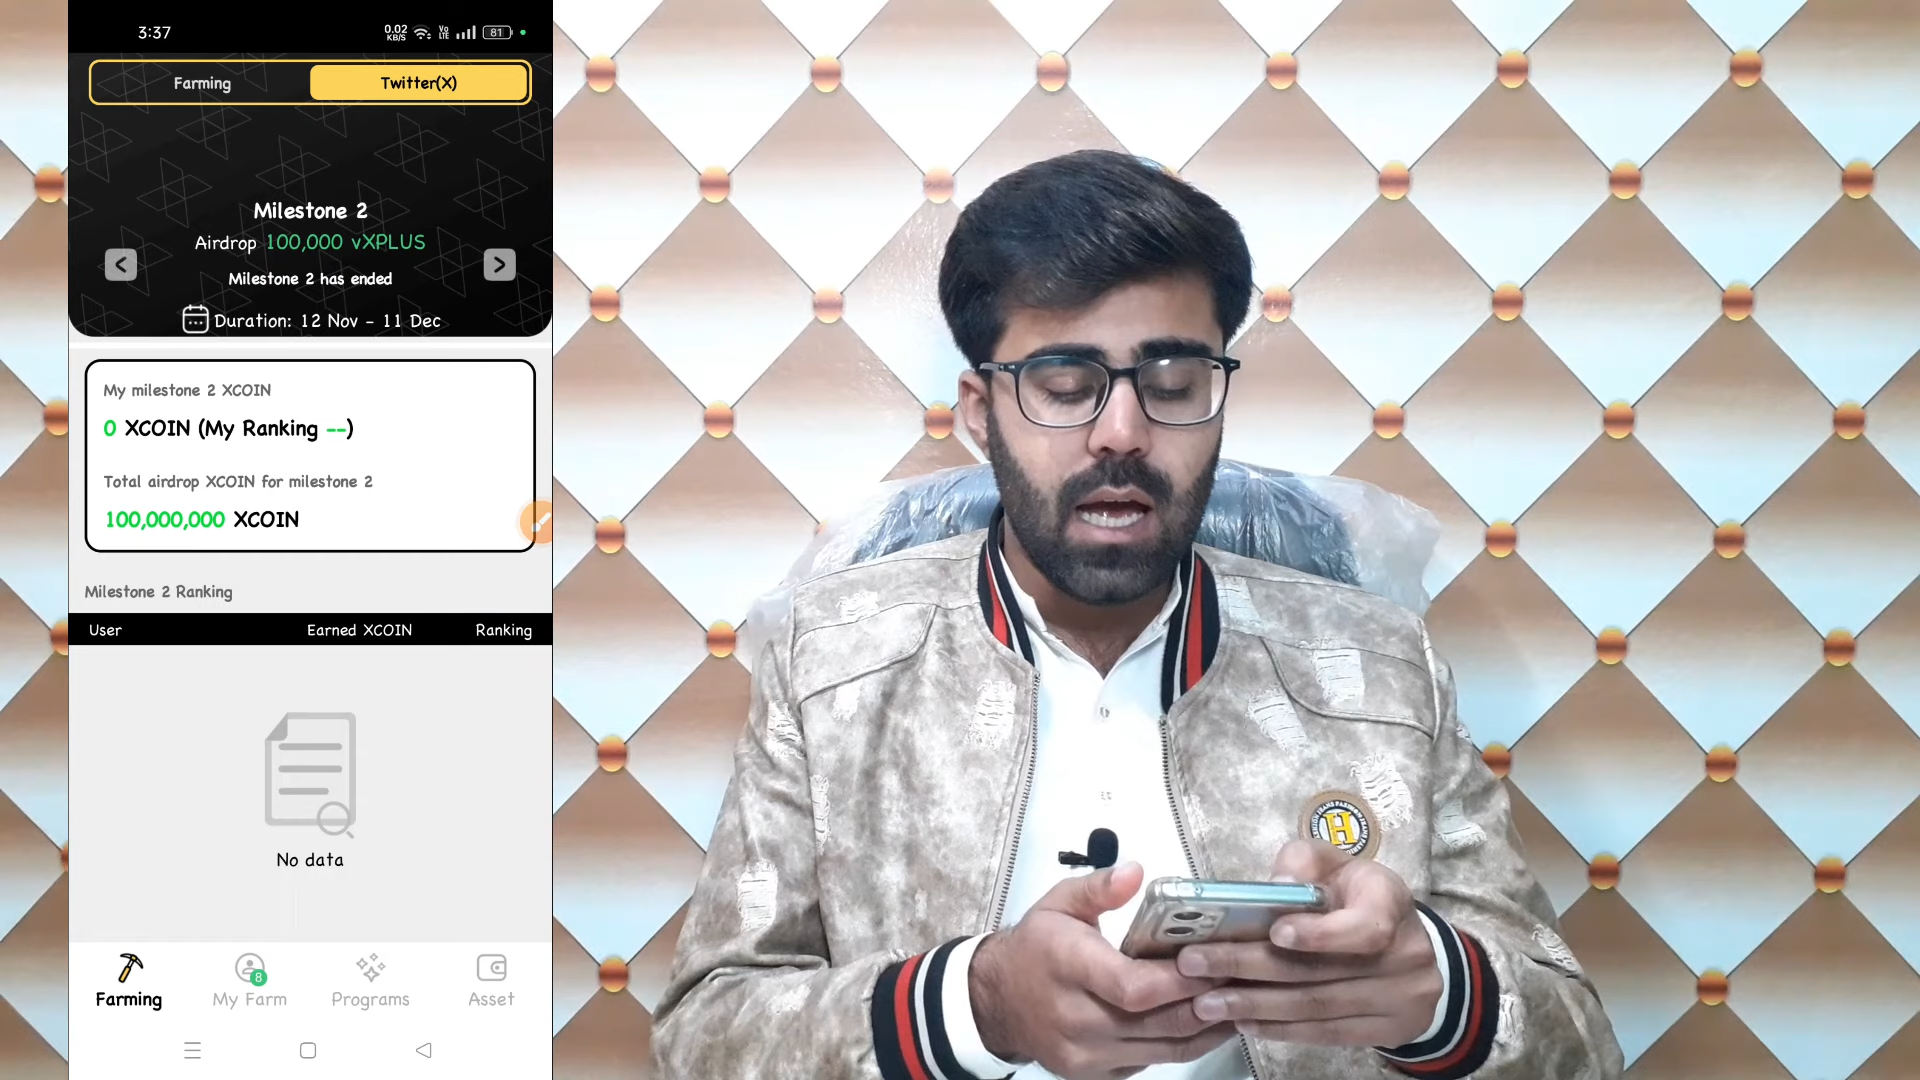 3:37
0.02
KB/S
Vo
LTE
81
Farming
Twitter(X)
Milestone 2
Airdrop 100,000 vXPLUS
<
>
Milestone 2 has ended
Duration: 12 Nov - 11 Dec
My milestone 2 XCOIN
0 XCOIN (My Ranking --)
Total airdrop XCOIN for milestone 2
100,000,000 XCOIN
Milestone 2 Ranking
User Earned XCOIN Ranking
No data
8
Farming My Farm Programs Asset
H